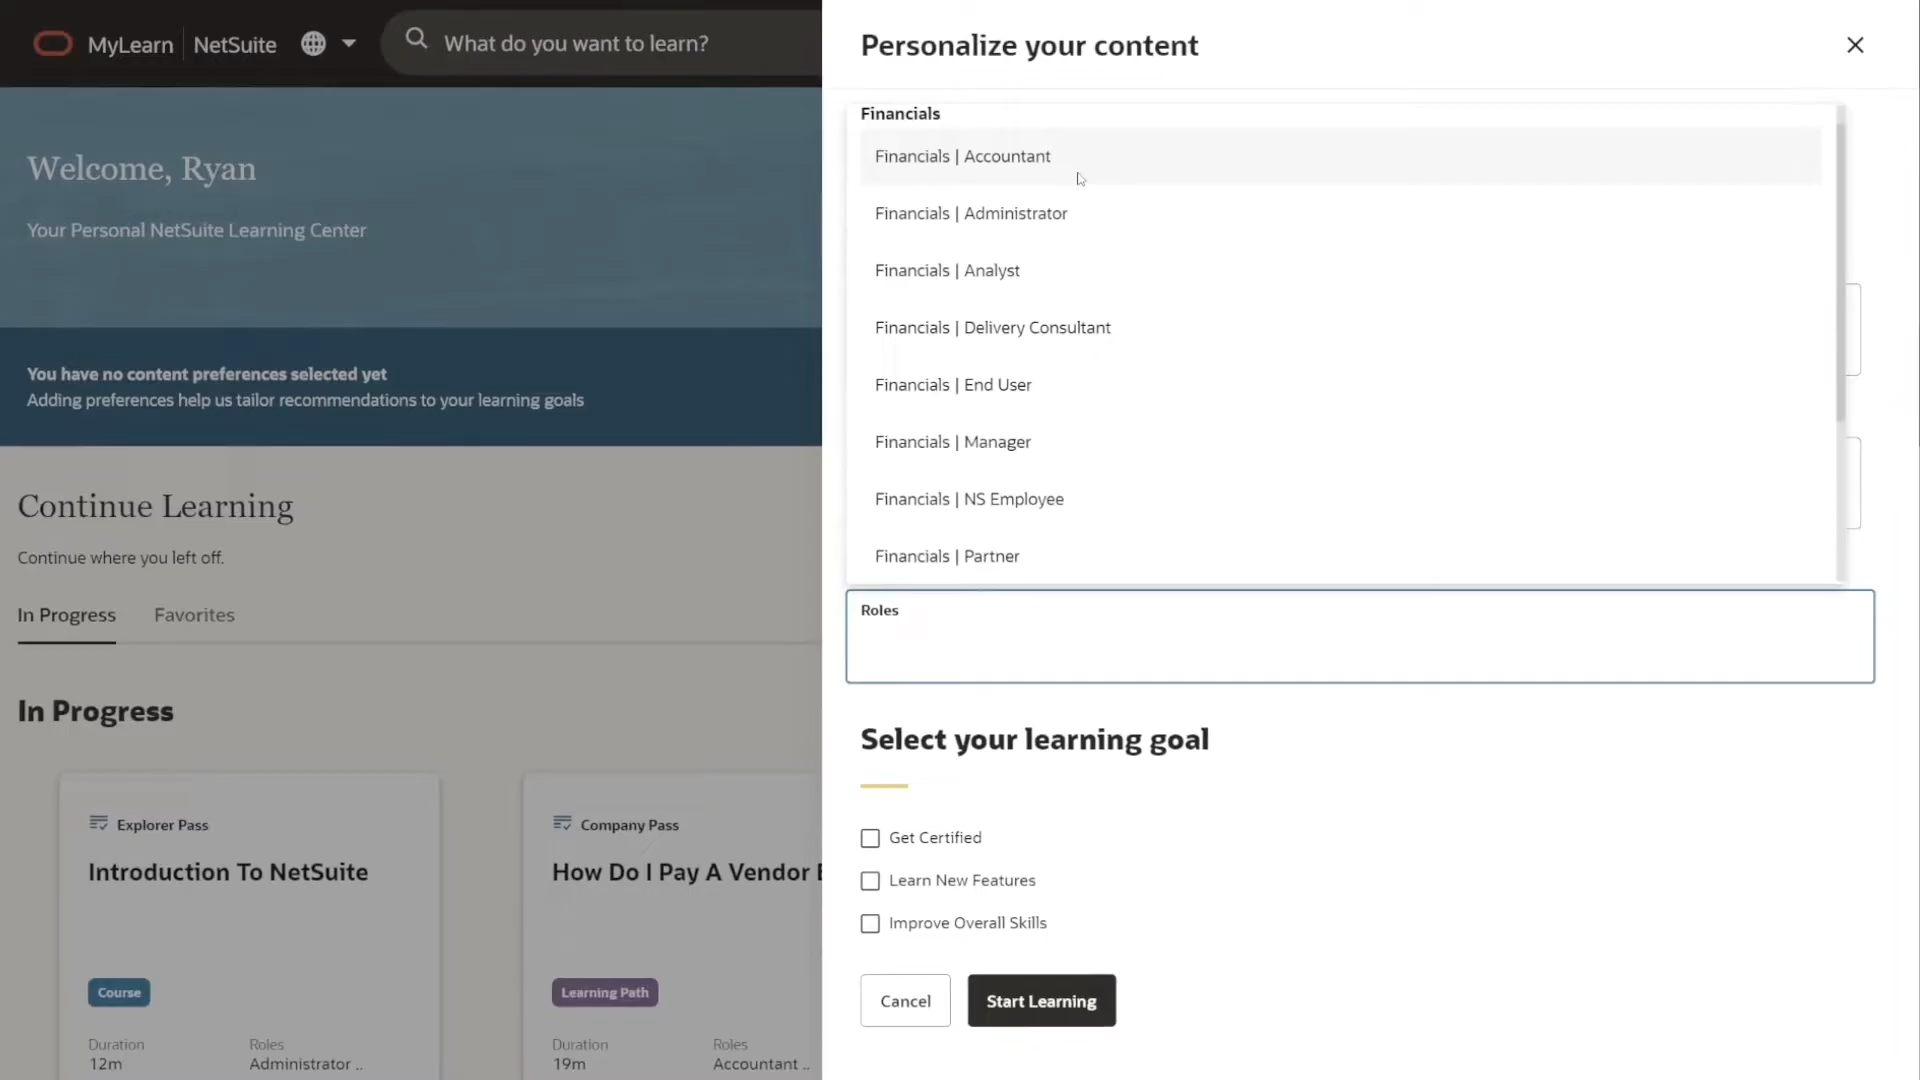 MyLearn NetSuite
What do you want to learn?
Welcome, Ryan
Your Personal NetSuite Learning Center
You have no content preferences selected yet
Adding preferences help us tailor recommendations to your learning goals
Continue Learning
Continue where you left off.
In Progress Favorites
In Progress
Explorer Pass
Introduction To NetSuite
Course
Duration Roles
12m Administrator ..
Company Pass
How Do I Pay A Vendor
Learning Path
Duration Roles
19m Accountant ..
Personalize your content
Financials
Financials | Accountant
Financials | Administrator
Financials | Analyst
Financials | Delivery Consultant
Financials | End User
Financials | Manager
Financials | NS Employee
Financials | Partner
Roles
Select your learning goal
Get Certified
Learn New Features
Improve Overall Skills
Cancel Start Learning